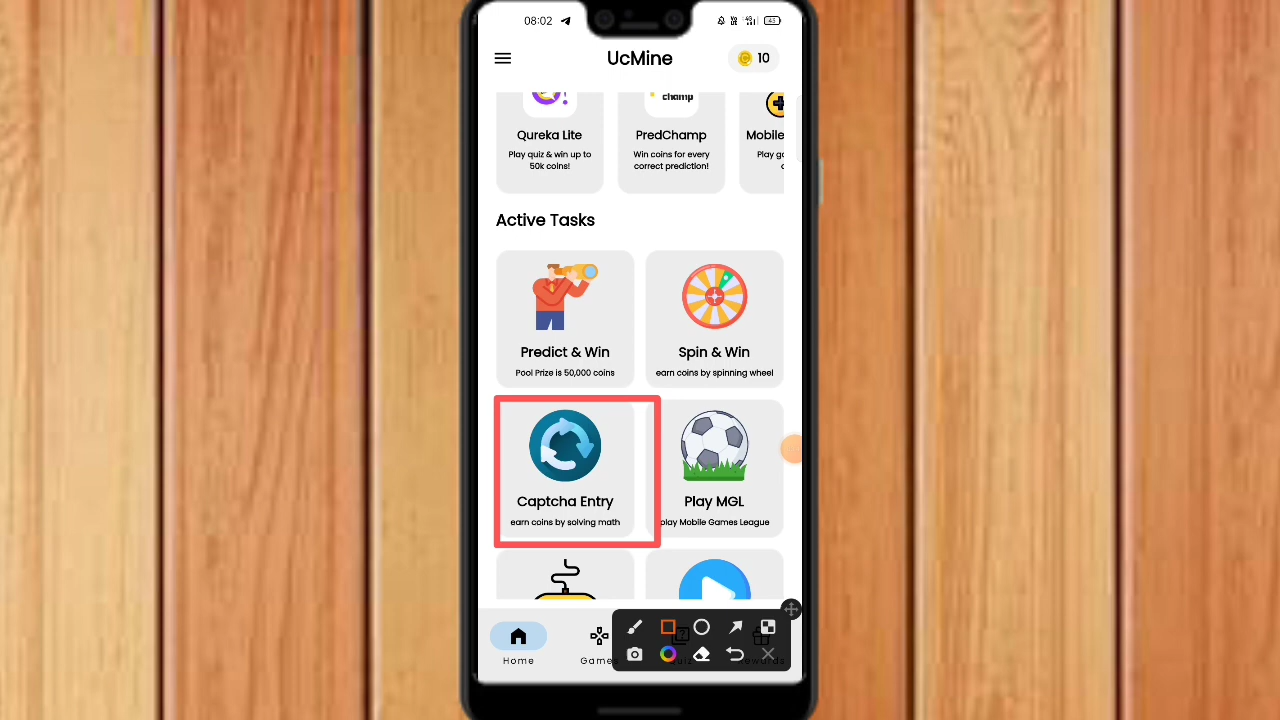 08:02
43
UcMine
10
champ
Qureka Lite
Play quiz & win up to
50k coins!
PredChamp
Win coins for every
correct prediction!
Mobile
Active Tasks
Predict & Win
Pool Prize is 50,000 coins
Spin & Win
earn coins by spinning wheel
Captcha Entry
earn coins by solving math
Play MGL
play Mobile Games League
Home
Games